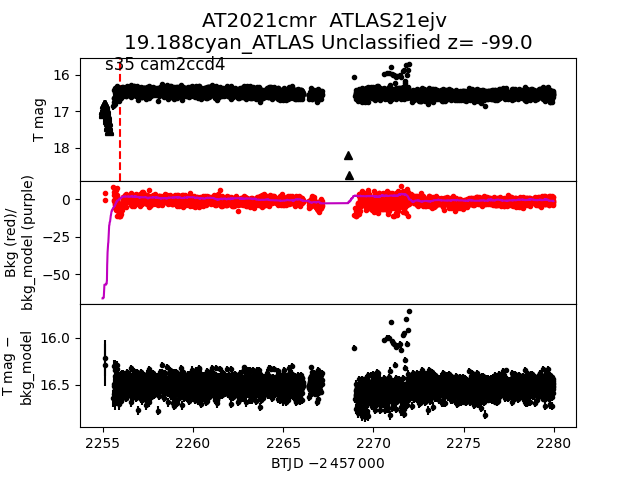 AT2021cmr ATLAS21ejv
19.188cyan_ATLAS Unclassified z= -99.0
s35 cam2ccd4
T mag
16
17
18
Bkg (red)/
bkg_model (purple)
0
−25
−50
T mag −
bkg_model
16.0
16.5
2255
2260
2265
2270
2275
2280
BTJD −2 457 000